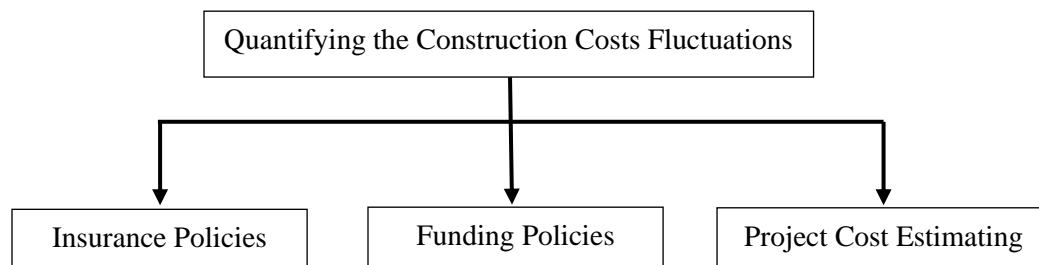 Quantifying the Construction Costs Fluctuations
Insurance Policies
Funding Policies
Project Cost Estimating